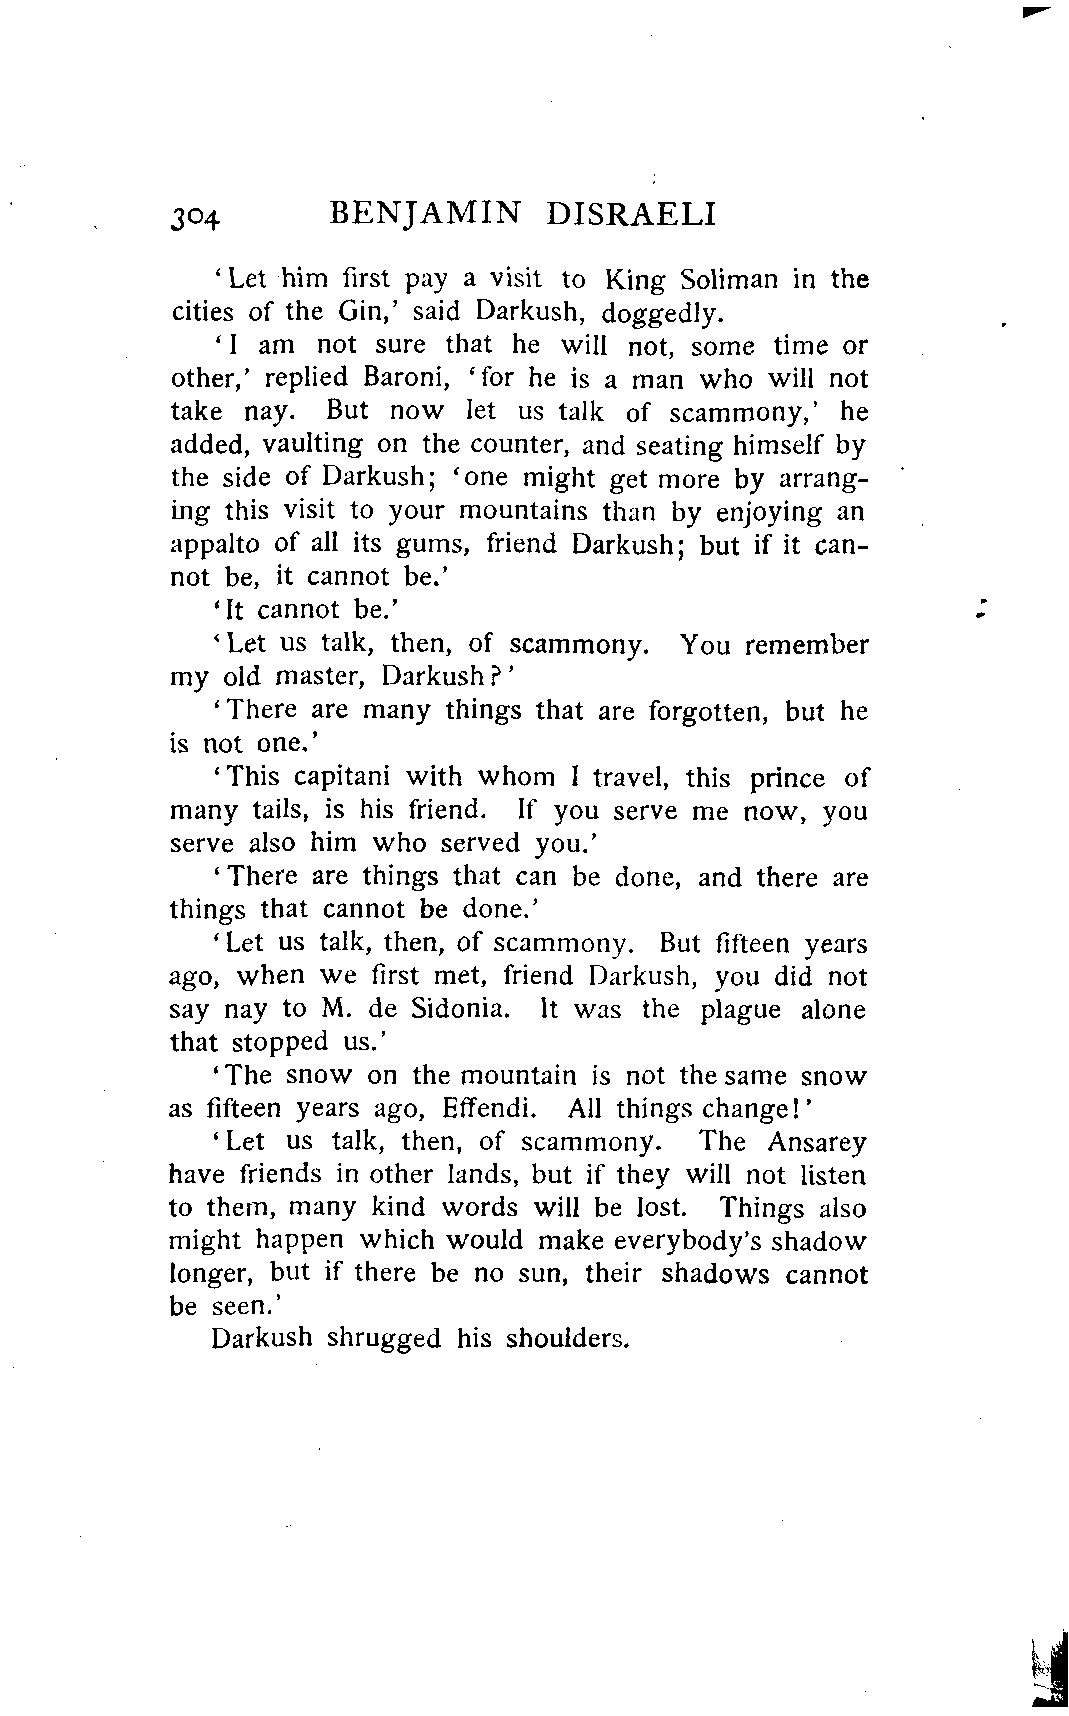 304 BENJAMIN DISRAELI
‘Let him first pay a visit to King Soliman in the
cities of the Gin,’ said Darkush, doggedly.
‘I am not sure that he will not, some time or
other,’ replied Baroni, ‘for he is a man who will not
take nay. But now let us talk of scammony,’ he
added, vaulting on the counter, and seating himself by
the side of Darkush; ‘one might get more by arrang-
ing this visit to your mountains than by enjoying an
appalto of all its gums, friend Darkush; but if it can-
not be, it cannot be.’
‘It cannot be.’
‘Let us talk, then, of scammony. You remember
my old master, Darkush?’
‘There are many things that are forgotten, but he
is not one.’
‘This capitani with whom I travel, this prince of
many tails, is his friend. If you serve me now, you
serve also him who served you.’
‘There are things that can be done, and there are
things that cannot be done.’
‘Let us talk, then, of scammony. But fifteen years
ago, when we first met, friend Darkush, you did not
say nay to M. de Sidonia. It was the plague alone
that stopped us.’
‘The snow on the mountain is not the same snow
as fifteen years ago, Effendi. All things change!’
‘Let us talk, then, of scammony. The Ansarey
have friends in other lands, but if they will not listen
to them, many kind words will be lost. Things also
might happen which would make everybody’s shadow
longer, but if there be no sun, their shadows cannot
be seen.’
Darkush shrugged his shoulders.